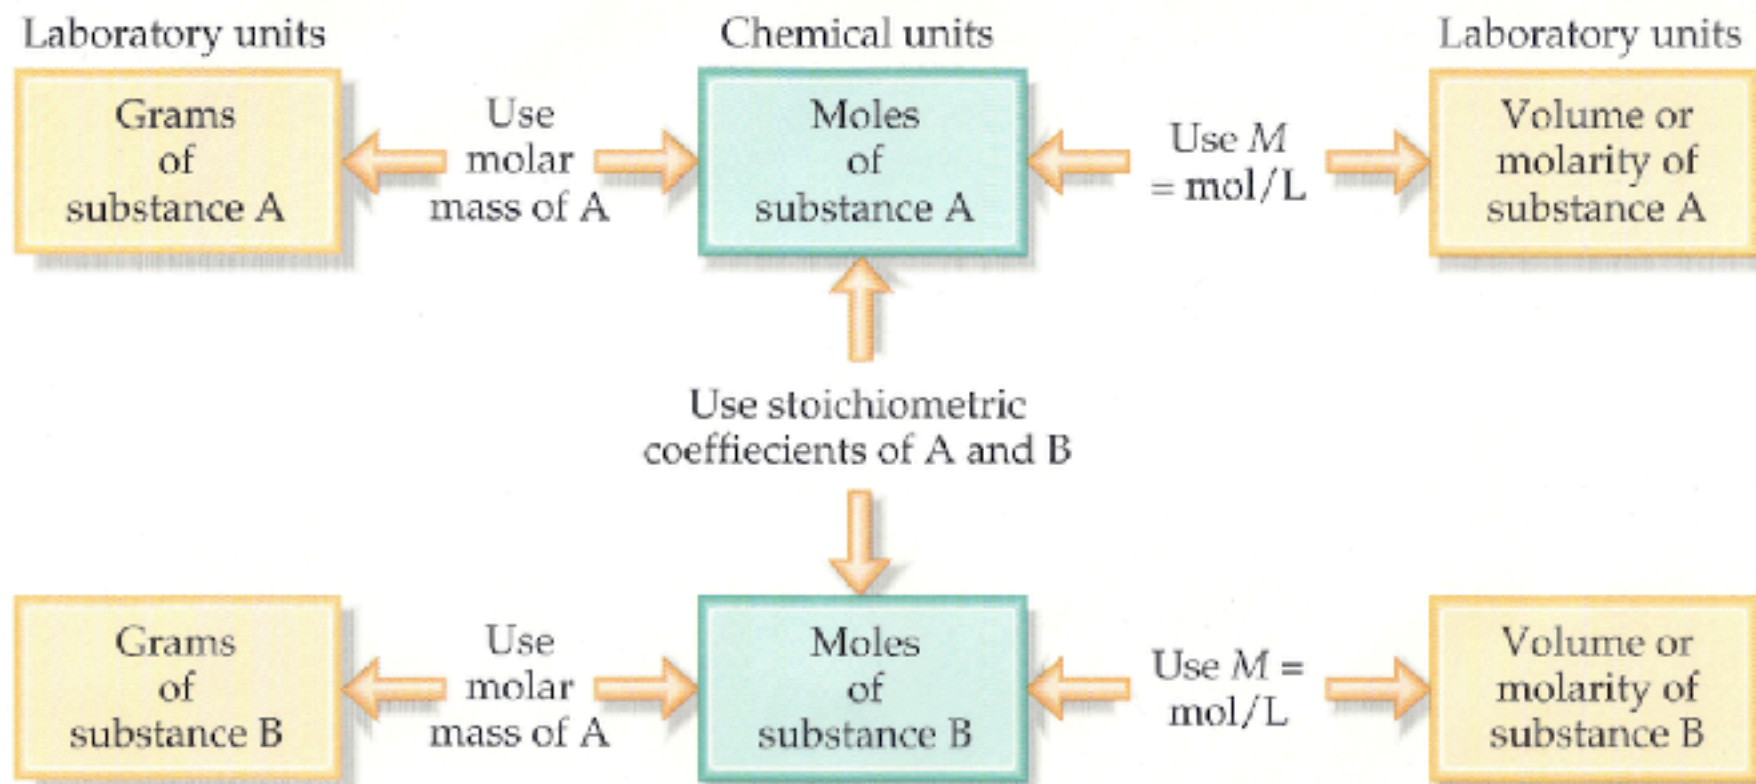 Laboratory units
Chemical units
Laboratory units
Grams
of
substance A
Use
molar
mass of A
Moles
of
substance A
Use M
= mol/L
Volume or
molarity of
substance A
Use stoichiometric
coeffiecients of A and B
Grams
of
substance B
Use
molar
mass of A
Moles
of
substance B
Use M =
mol/L
Volume or
molarity of
substance B